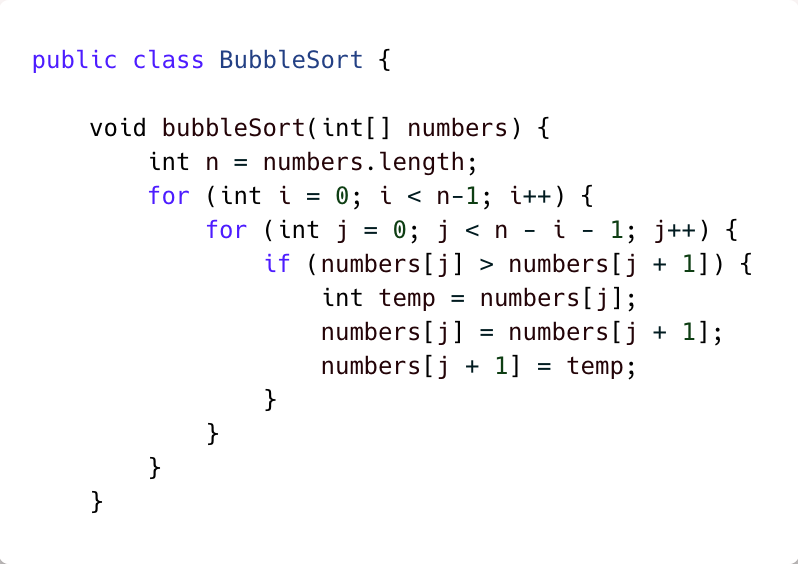 public class BubbleSort {
    void bubbleSort(int[] numbers) {
        int n = numbers.length;
        for (int i = 0; i < n-1; i++) {
            for (int j = 0; j < n - i - 1; j++) {
                if (numbers[j] > numbers[j + 1]) {
                    int temp = numbers[j];
                    numbers[j] = numbers[j + 1];
                    numbers[j + 1] = temp;
                }
            }
        }
    }